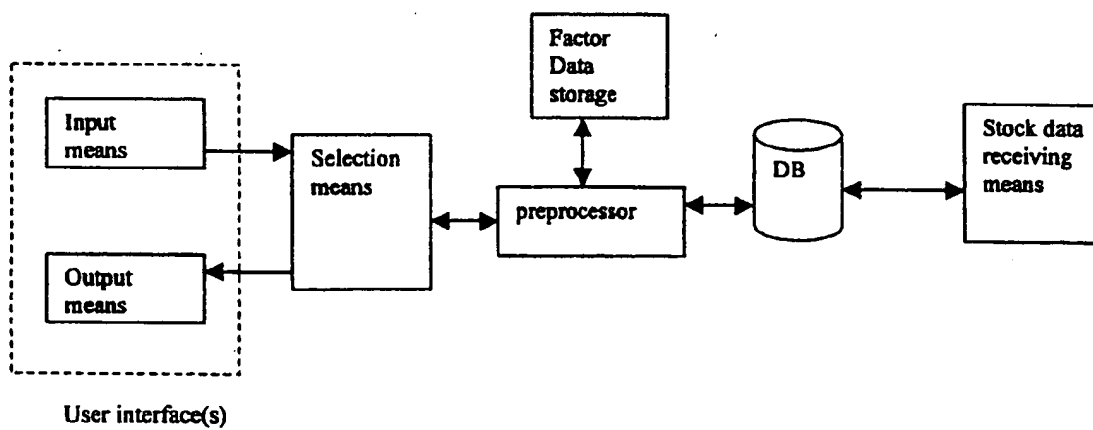 Input
means
Output
means
User interface(s)
Selection
means
Factor
Data
storage
preprocessor
DB
Stock data
receiving
means